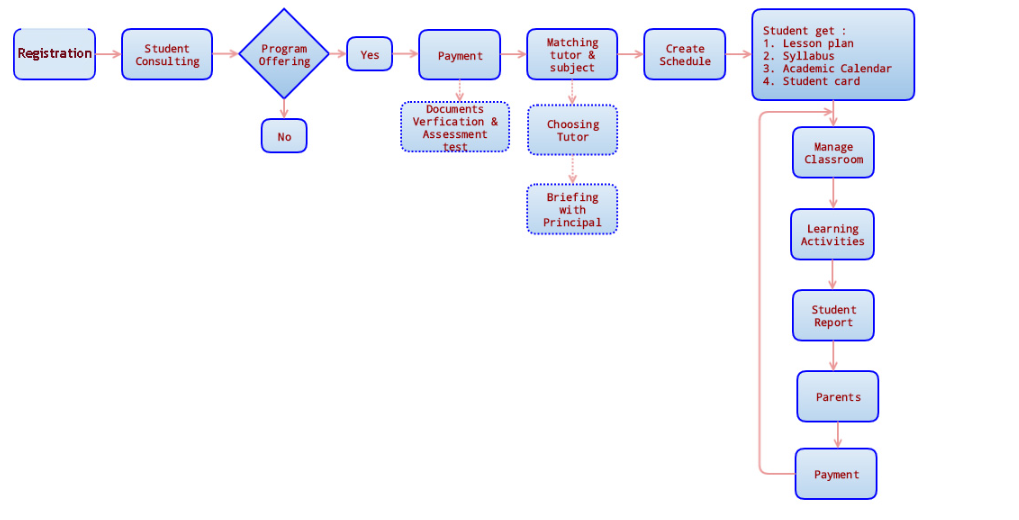 Registration
Student
Consulting
Program
Offering
Yes
No
Payment
Documents
Verfication &
Assessment
test
Matching
tutor &
subject
Choosing
Tutor
Briefing
with
Principal
Create
Schedule
Student get :
1. Lesson plan
2. Syllabus
3. Academic Calendar
4. Student card
Manage
Classroom
Learning
Activities
Student
Report
Parents
Payment